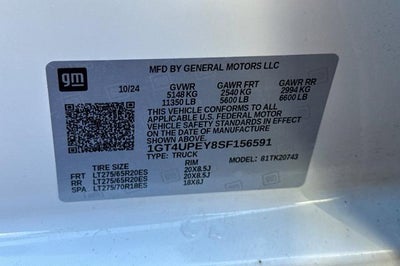 MFD BY GENERAL MOTORS LLC
gm
10/24 GVWR GAWR FRT GAWR RR
5148 KG 2540 KG 2994 KG
11350 LB 5600 LB 6600 LB
THIS VEHICLE CONFORMS TO ALL
APPLICABLE U.S. FEDERAL MOTOR
VEHICLE SAFETY STANDARDS IN EFFECT
ON THE DATE OF MANUFACTURE
SHOWN ABOVE.
1GT4UPEY8SF156591
TYPE: TRUCK MODEL: 81TK20743
TIRE SIZE RIM
FRT LT275/65R20ES 20X8.5J
RR LT275/65R20ES 20X8.5J
SPA LT275/70R18ES 18X8J